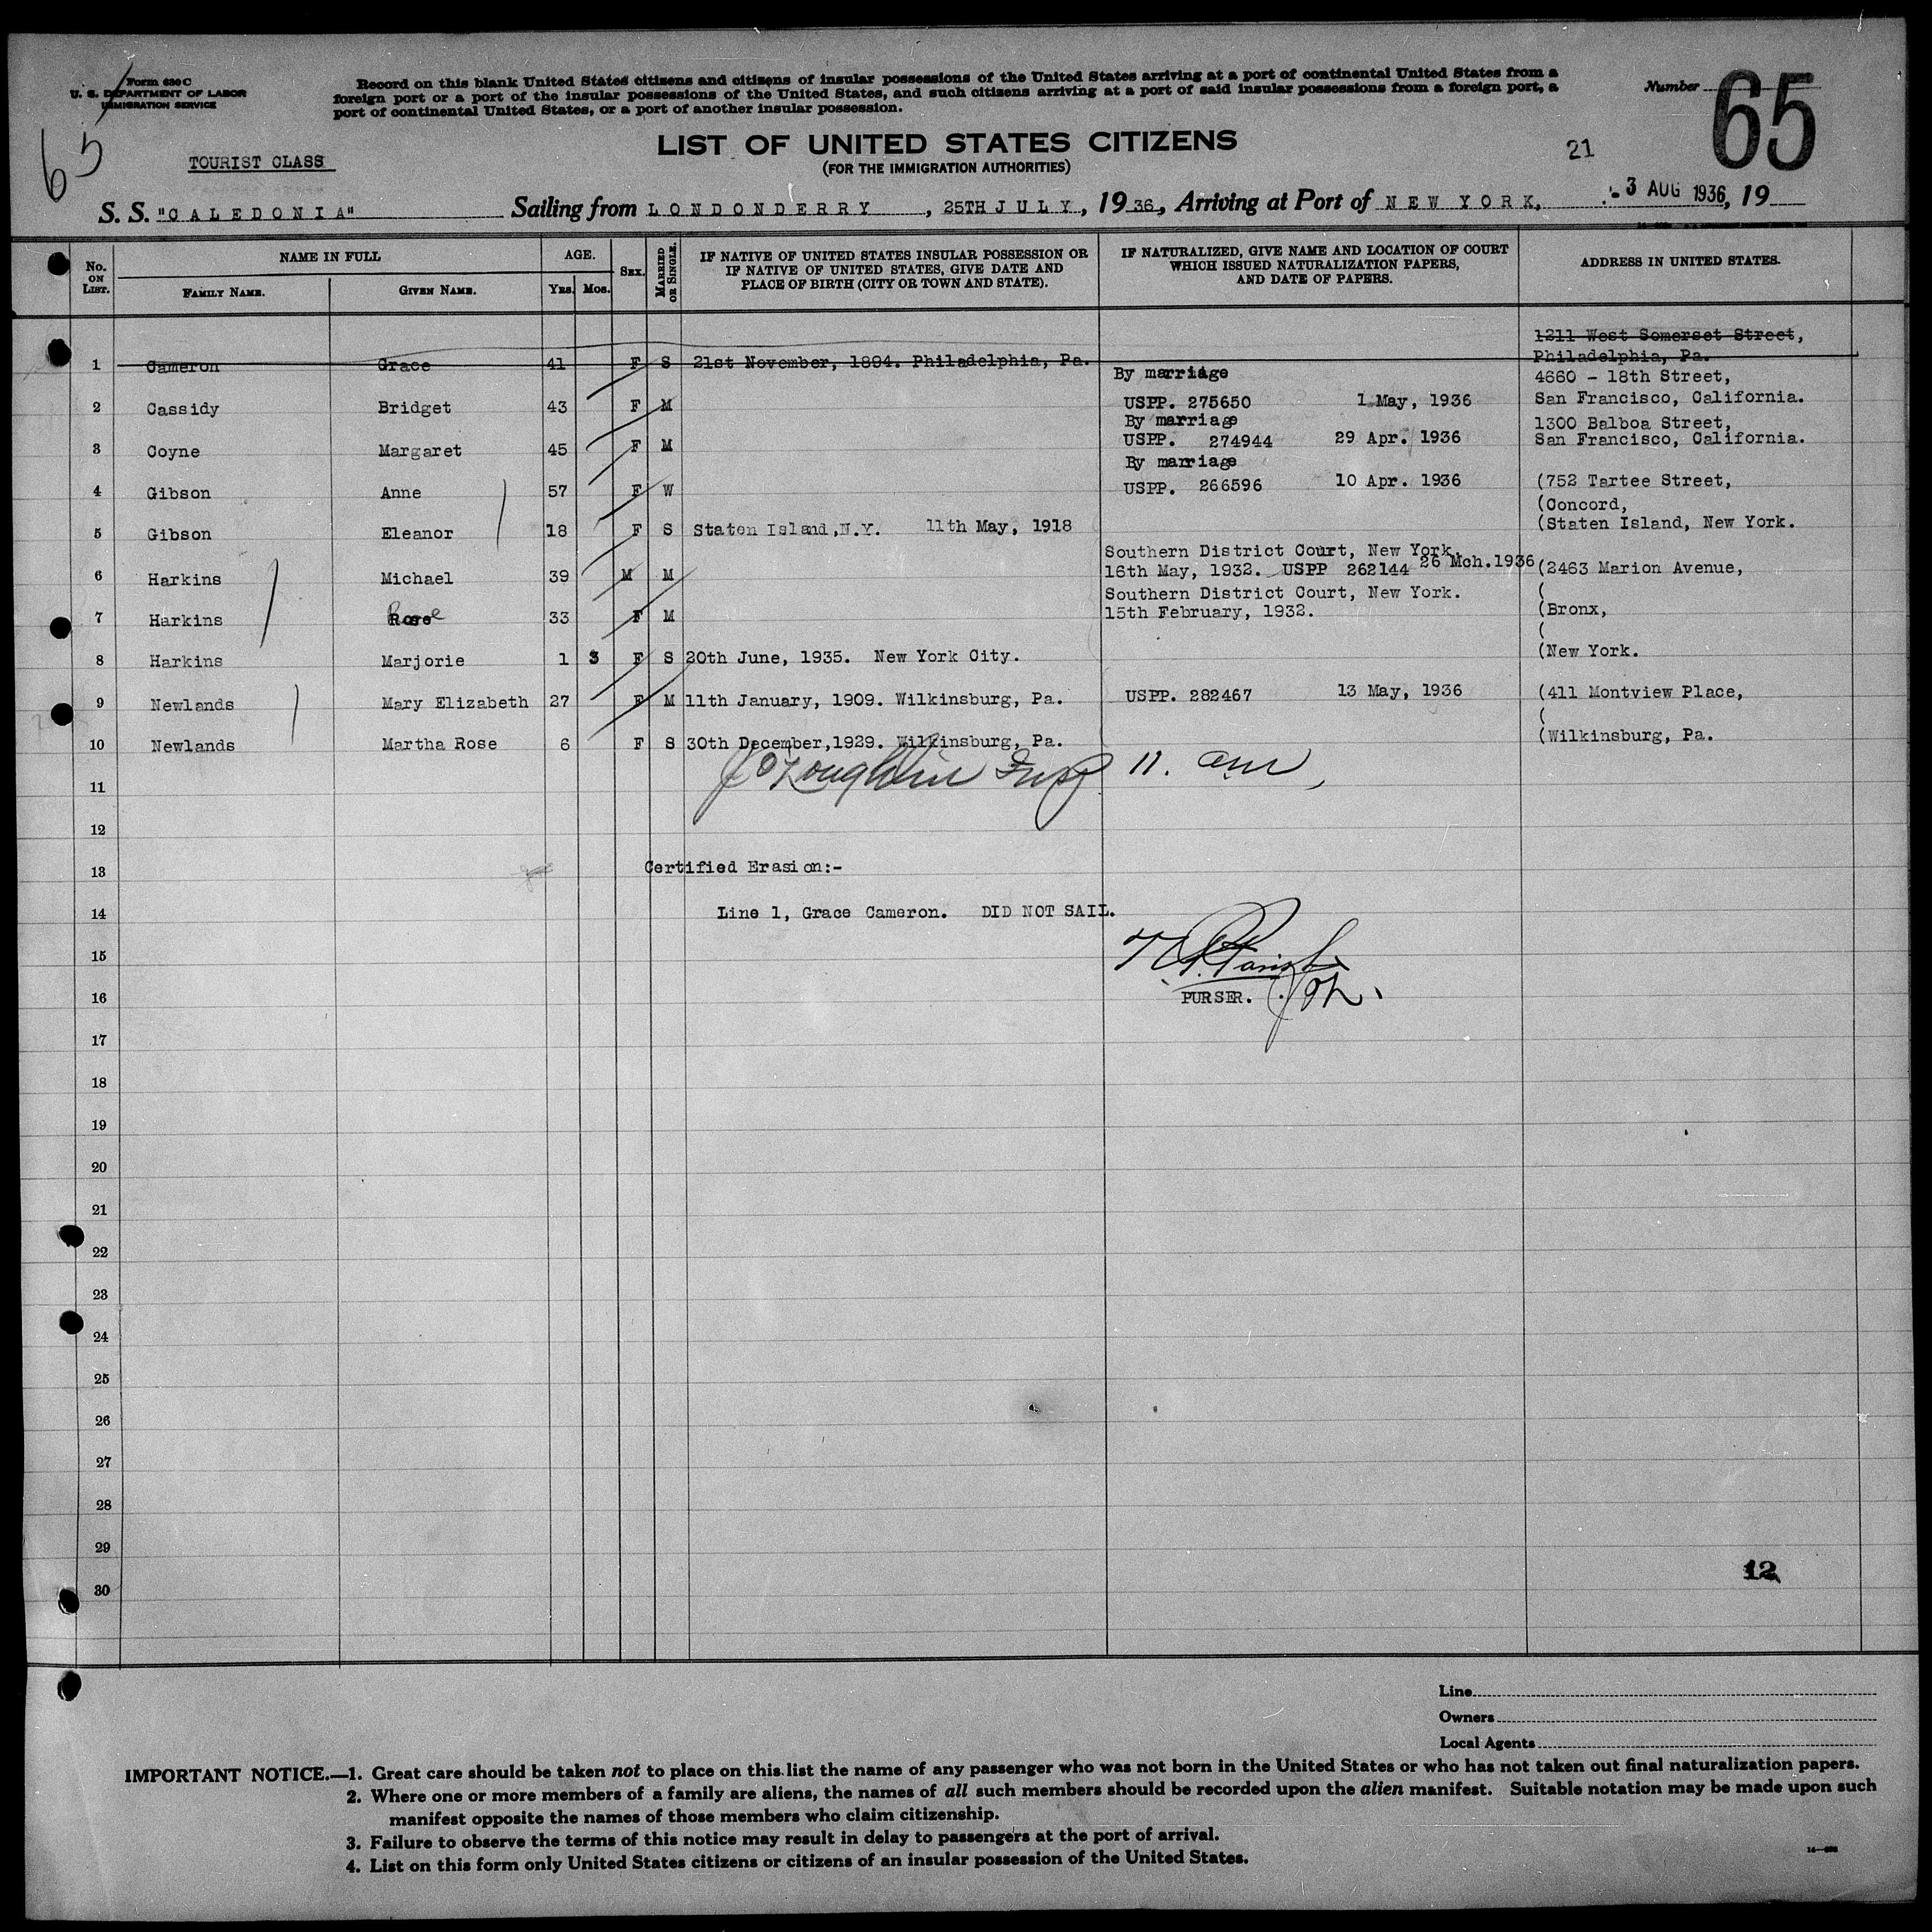 Form 630 C
U. S. DEPARTMENT OF LABOR
IMMIGRATION SERVICE
65
TOURIST CLASS
Record on this blank United States citizens and citizens of insular possessions of the United States arriving at a port of continental United States from a
foreign port or a port of the insular possessions of the United States, and such citizens arriving at a port of said insular possessions from a foreign port, a
port of continental United States, or a port of another insular possession.
Number 65
LIST OF UNITED STATES CITIZENS
(FOR THE IMMIGRATION AUTHORITIES)
21
S. S. "CALEDONIA" Sailing from LONDONDERRY, 25TH JULY, 1936, Arriving at Port of NEW YORK, 3 AUG 1936, 19
No. ON LIST.
NAME IN FULL
FAMILY NAME. GIVEN NAME.
AGE.
YRS. MOS.
SEX.
MARRIED OR SINGLE.
IF NATIVE OF UNITED STATES INSULAR POSSESSION OR
IF NATIVE OF UNITED STATES, GIVE DATE AND
PLACE OF BIRTH (CITY OR TOWN AND STATE).
IF NATURALIZED, GIVE NAME AND LOCATION OF COURT
WHICH ISSUED NATURALIZATION PAPERS,
AND DATE OF PAPERS.
ADDRESS IN UNITED STATES.
1211 West Somerset Street,
1 Cameron Grace 41 F S 21st November, 1894. Philadelphia, Pa. Philadelphia, Pa.
By marriage 4660 - 18th Street,
2 Cassidy Bridget 43 F M USPP. 275650 1 May, 1936 San Francisco, California.
By marriage 1300 Balboa Street,
3 Coyne Margaret 45 F M USPP. 274944 29 Apr. 1936 San Francisco, California.
By marriage
4 Gibson Anne 57 F W USPP. 266596 10 Apr. 1936 (752 Tartee Street,
(Concord,
5 Gibson Eleanor 18 F S Staten Island,N.Y. 11th May, 1918 (Staten Island, New York.
Southern District Court, New York.
6 Harkins Michael 39 M M 16th May, 1932. USPP 262144 26 Mch.1936 (2463 Marion Avenue,
Southern District Court, New York. (
7 Harkins Rose Rose 33 F M 15th February, 1932. (Bronx,
(
8 Harkins Marjorie 1 3 F S 20th June, 1935. New York City. (New York.
9 Newlands Mary Elizabeth 27 F M 11th January, 1909. Wilkinsburg, Pa. USPP. 282467 13 May, 1936 (411 Montview Place,
(
10 Newlands Martha Rose 6 F S 30th December,1929. Wilkinsburg, Pa. (Wilkinsburg, Pa.
11
12
13 Certified Erasion:-
14 Line 1, Grace Cameron. DID NOT SAIL.
15
16 PURSER.
17
18
19
20
21
22
23
24
25
26
27
28
29
12
30
Line
Owners
Local Agents
IMPORTANT NOTICE.—1. Great care should be taken not to place on this list the name of any passenger who was not born in the United States or who has not taken out final naturalization papers.
2. Where one or more members of a family are aliens, the names of all such members should be recorded upon the alien manifest. Suitable notation may be made upon such
manifest opposite the names of those members who claim citizenship.
3. Failure to observe the terms of this notice may result in delay to passengers at the port of arrival.
4. List on this form only United States citizens or citizens of an insular possession of the United States.